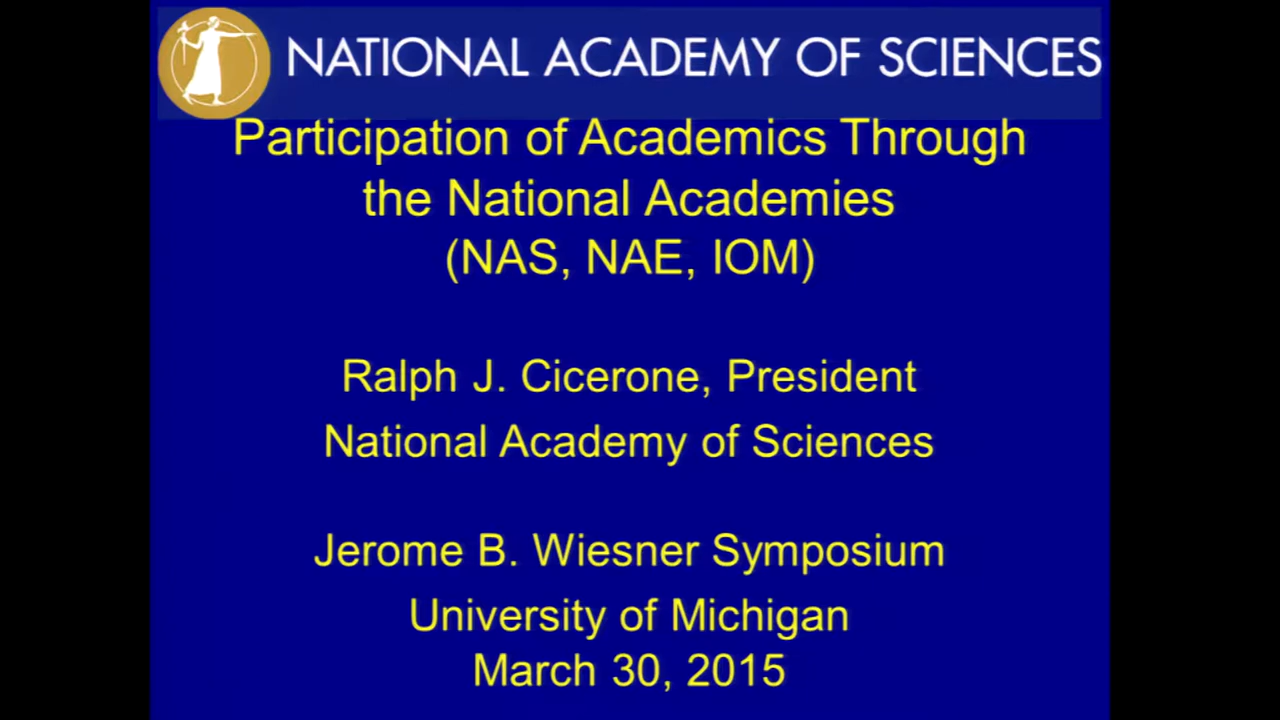 NATIONAL ACADEMY OF SCIENCES
Participation of Academics Through
the National Academies
(NAS, NAE, IOM)
Ralph J. Cicerone, President
National Academy of Sciences
Jerome B. Wiesner Symposium
University of Michigan
March 30, 2015